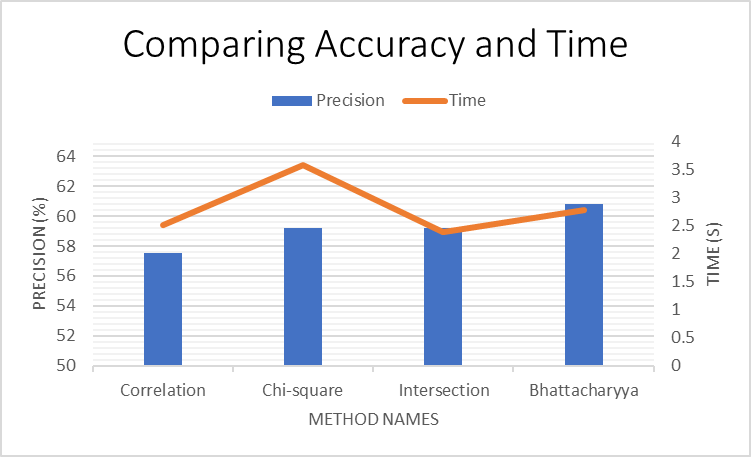 Comparing Accuracy and Time
Precision
Time
PRECISION (%)
64
62
60
58
56
54
52
50
4
3.5
3
2.5
2
1.5
1
0.5
0
TIME (S)
Correlation
Chi-square
Intersection
Bhattacharyya
METHOD NAMES